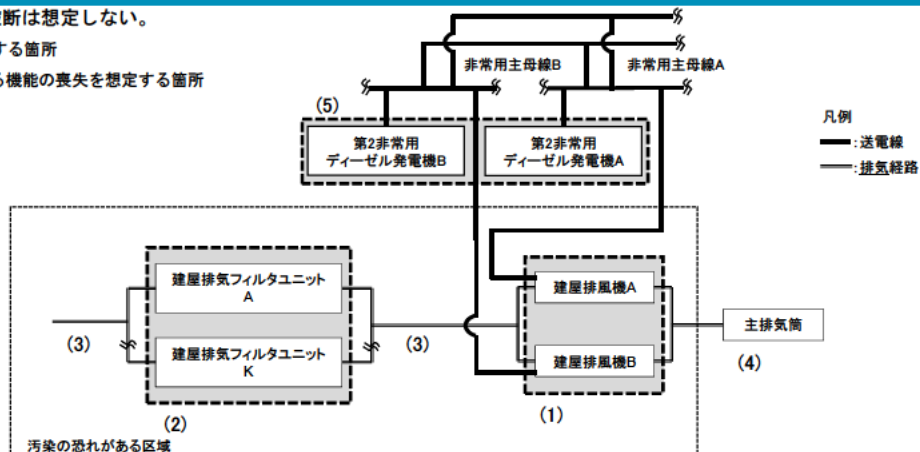 破断は想定しない。
する箇所
る機能の喪失を想定する箇所
非常用主母線B
非常用主母線A
(5)
第2非常用
ディーゼル発電機B
第2非常用
ディーゼル発電機A
凡例
:送電線
:排気経路
建屋排気フィルタユニット
A
建屋排気フィルタユニット
K
(3)
(2)
(3)
建屋排風機A
建屋排風機B
(1)
主排気筒
(4)
汚染の恐れがある区域